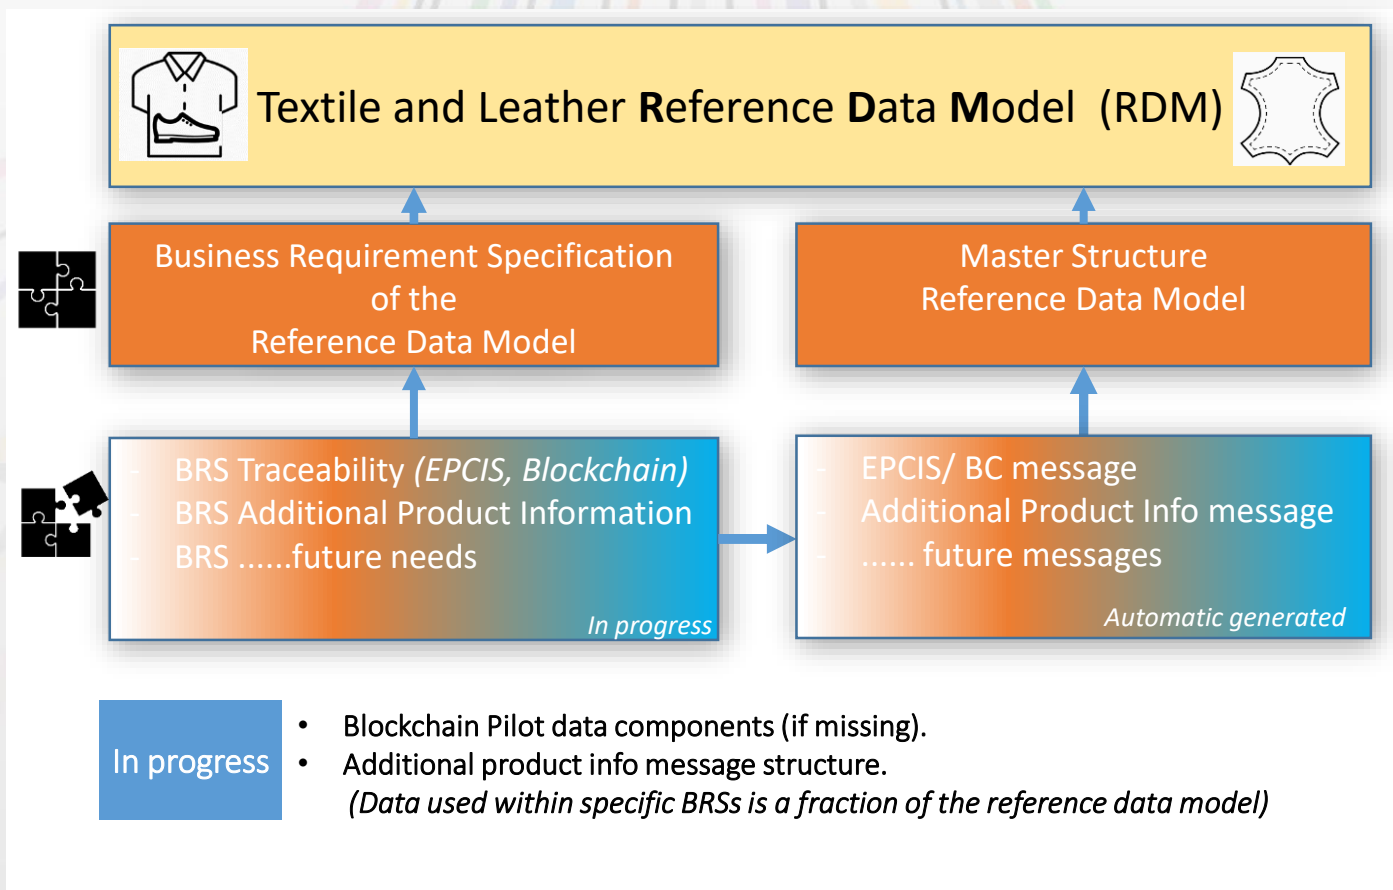 Textile and Leather Reference Data Model (RDM)
Business Requirement Specification
of the
Reference Data Model
Master Structure
Reference Data Model
- BRS Traceability (EPCIS, Blockchain)
- BRS Additional Product Information
- BRS ......future needs
In progress
- EPCIS/ BC message
- Additional Product Info message
- ...... future messages
Automatic generated
In progress
• Blockchain Pilot data components (if missing).
• Additional product info message structure.
(Data used within specific BRSs is a fraction of the reference data model)